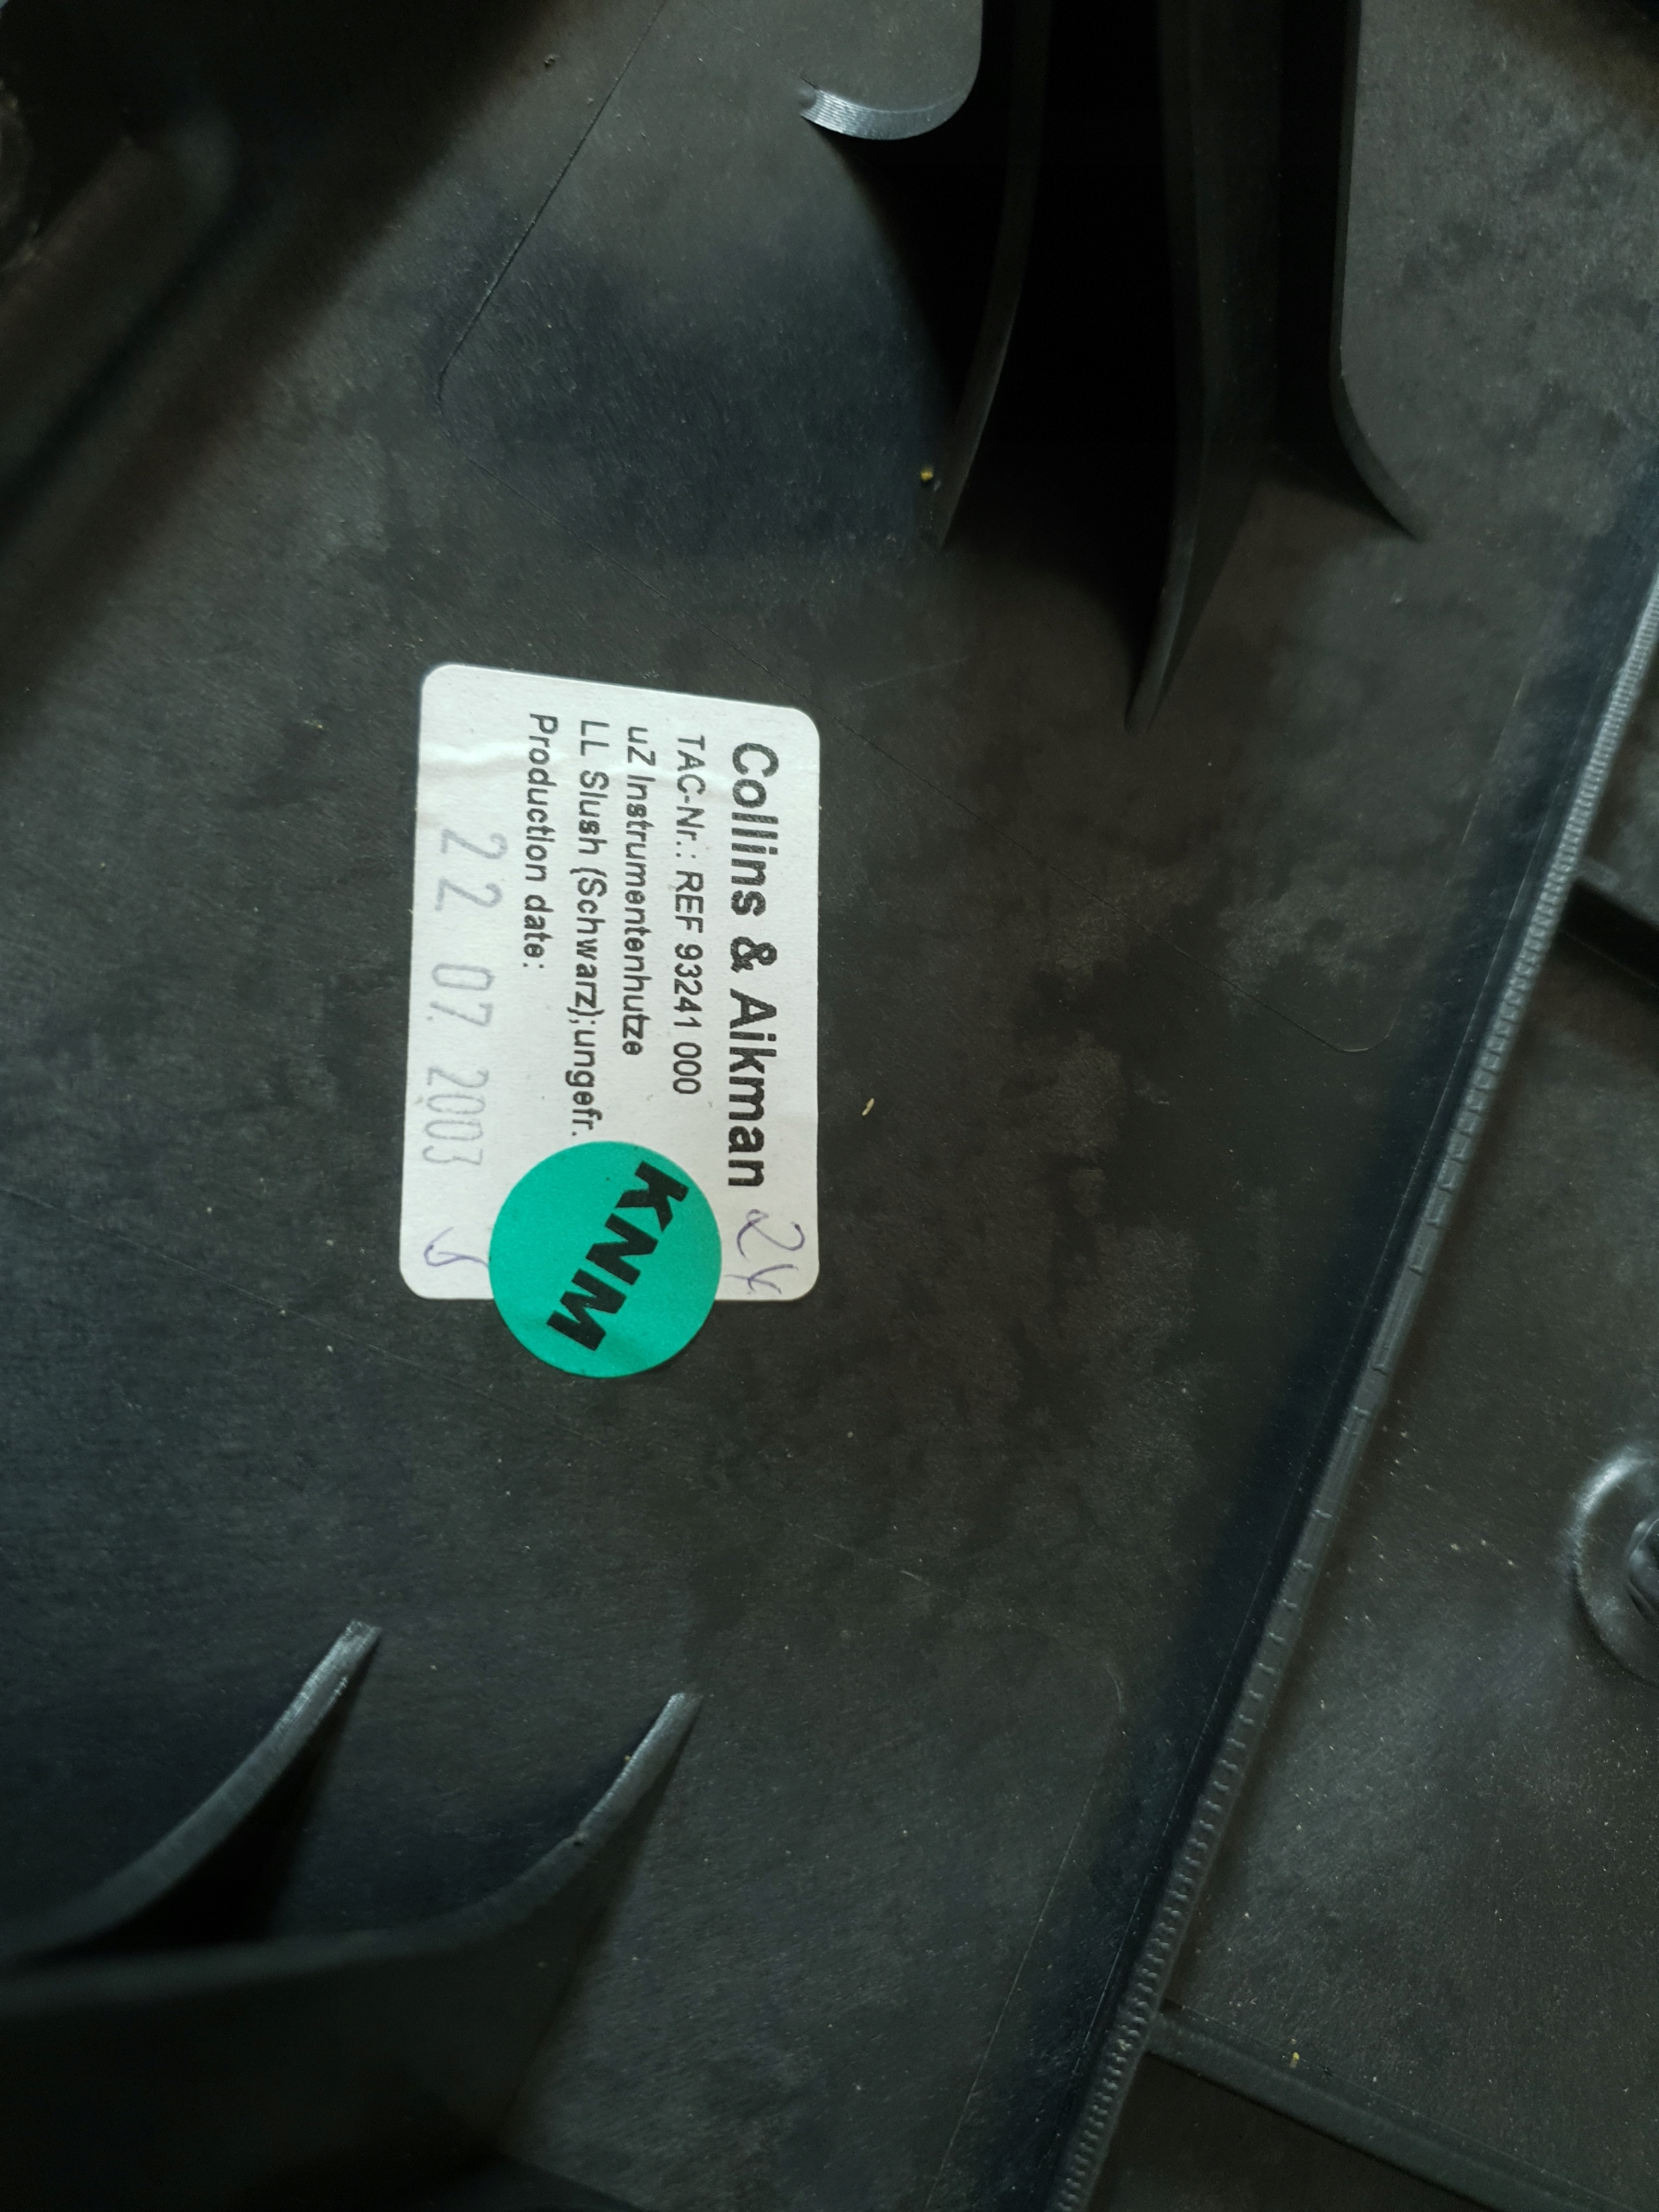 Collins & Aikman 24
TAC-Nr.: REF 93241 000
uZ Instrumentenhutze
LL Slush (Schwarz);ungefr.
Production date:
22 07 2003
KNM